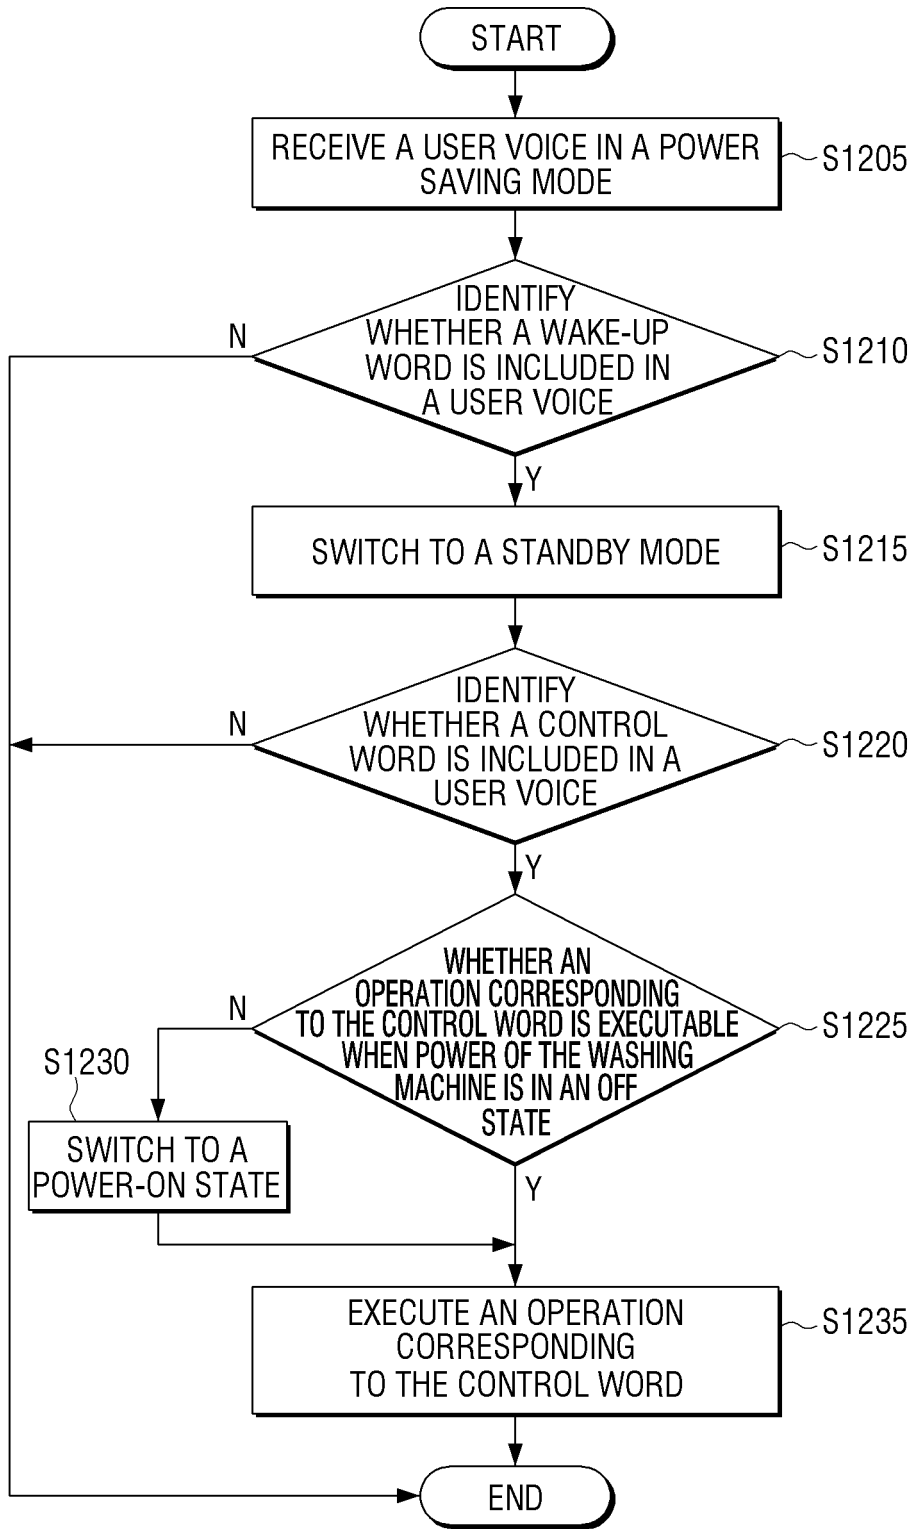 START
RECEIVE A USER VOICE IN A POWER
SAVING MODE
S1205
IDENTIFY
WHETHER A WAKE-UP
WORD IS INCLUDED IN
A USER VOICE
N
S1210
Y
SWITCH TO A STANDBY MODE
S1215
IDENTIFY
WHETHER A CONTROL
WORD IS INCLUDED IN A
USER VOICE
N
S1220
Y
WHETHER AN
OPERATION CORRESPONDING
TO THE CONTROL WORD IS EXECUTABLE
WHEN POWER OF THE WASHING
MACHINE IS IN AN OFF
STATE
N
S1225
S1230
SWITCH TO A
POWER-ON STATE
Y
EXECUTE AN OPERATION
CORRESPONDING
TO THE CONTROL WORD
S1235
END